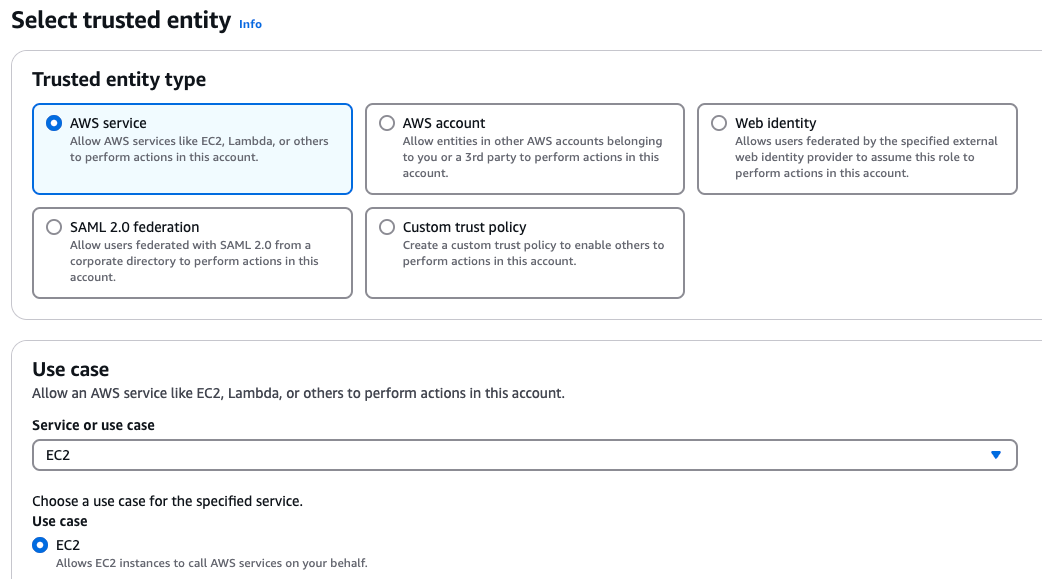 Select trusted entity Info
Trusted entity type
AWS service
Allow AWS services like EC2, Lambda, or others
to perform actions in this account.
AWS account
Allow entities in other AWS accounts belonging
to you or a 3rd party to perform actions in this
account.
Web identity
Allows users federated by the specified external
web identity provider to assume this role to
perform actions in this account.
SAML 2.0 federation
Allow users federated with SAML 2.0 from a
corporate directory to perform actions in this
account.
Custom trust policy
Create a custom trust policy to enable others to
perform actions in this account.
Use case
Allow an AWS service like EC2, Lambda, or others to perform actions in this account.
Service or use case
EC2
Choose a use case for the specified service.
Use case
EC2
Allows EC2 instances to call AWS services on your behalf.